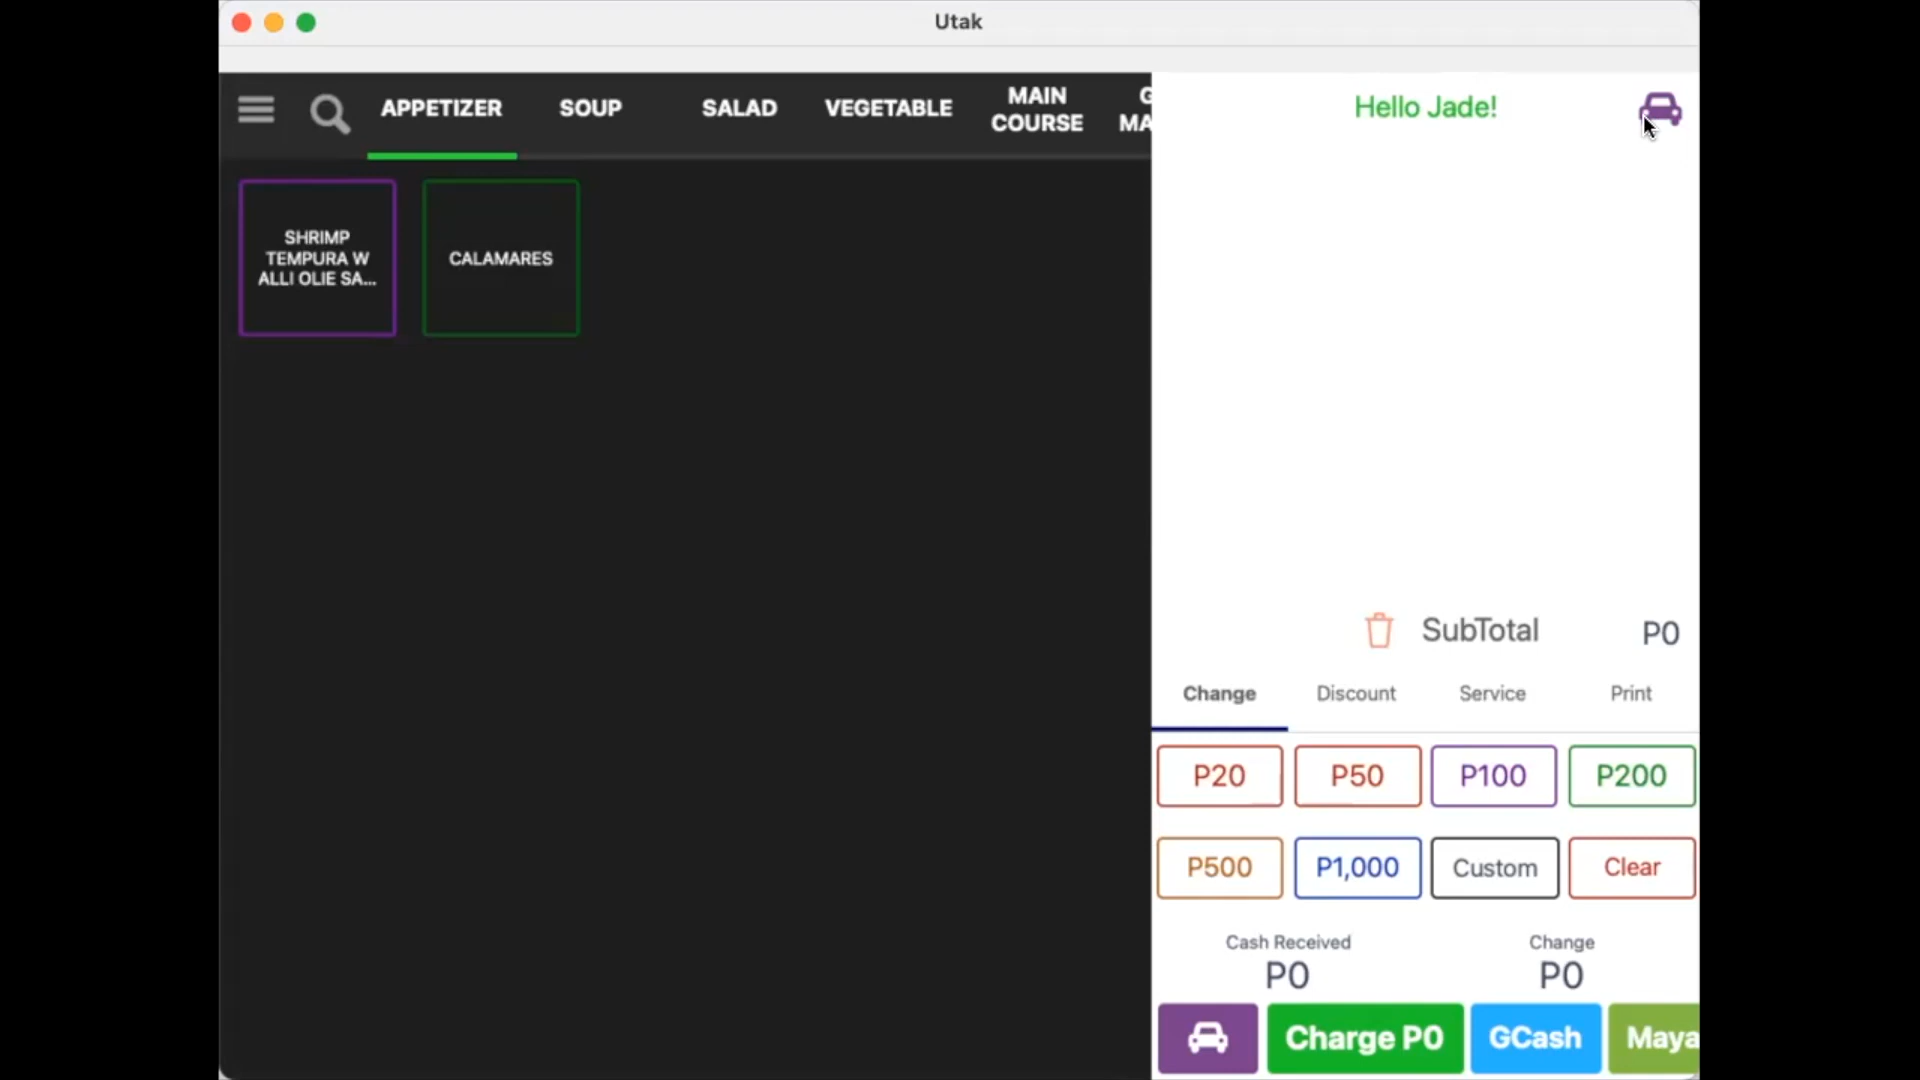 Utak
APPETIZER
SOUP
SALAD
VEGETABLE
MAIN
COURSE
G
MA
Hello Jade!
SHRIMP
TEMPURA W
ALLI OLIE SA...
CALAMARES
SubTotal
P0
Change
Discount
Service
Print
P20
P50
P100
P200
P500
P1,000
Custom
Clear
Cash Received
P0
Change
P0
Charge P0
GCash
Maya